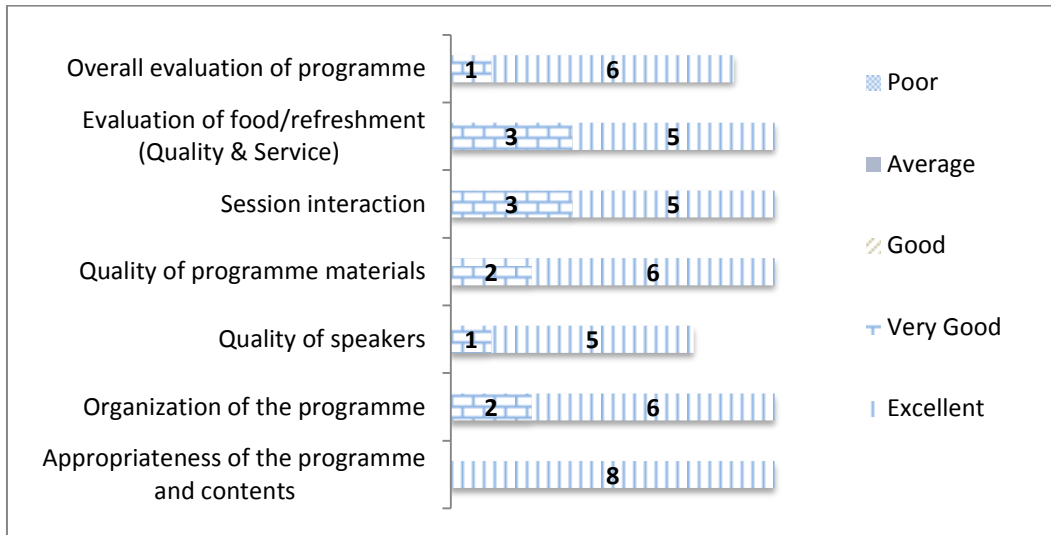 Overall evaluation of programme
1 6
Evaluation of food/refreshment
(Quality & Service)
3 5
Session interaction
3 5
Quality of programme materials
2 6
Quality of speakers
1 5
Organization of the programme
2 6
Appropriateness of the programme
and contents
8
Poor
Average
Good
Very Good
Excellent